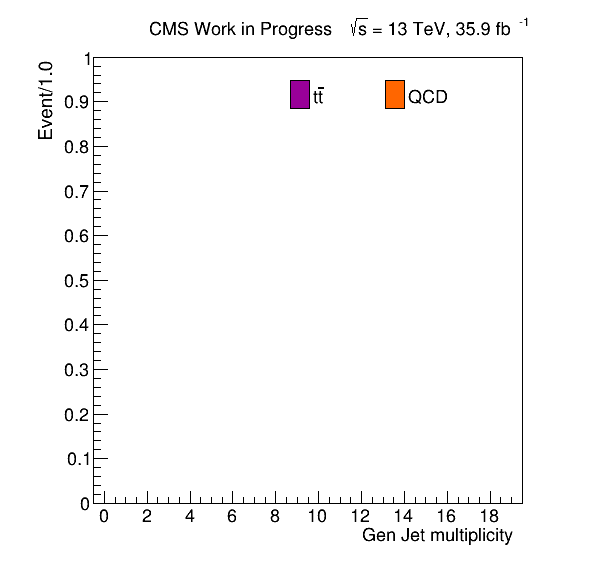 CMS Work in Progress √s = 13 TeV, 35.9 fb⁻¹
Event/1.0
1
tt̄ QCD
0.9
0.8
0.7
0.6
0.5
0.4
0.3
0.2
0.1
0
0 2 4 6 8 10 12 14 16 18
Gen Jet multiplicity